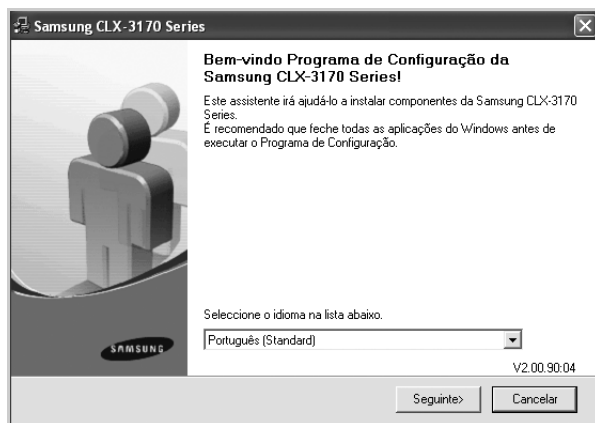 Samsung CLX-3170 Series
Bem-vindo Programa de Configuração da
Samsung CLX-3170 Series!
Este assistente irá ajudá-lo a instalar componentes da Samsung CLX-3170
Series.
É recomendado que feche todas as aplicações do Windows antes de
executar o Programa de Configuração.
Seleccione o idioma na lista abaixo.
Português (Standard)
SAMSUNG
V2.00.90:04
Seguinte>
Cancelar